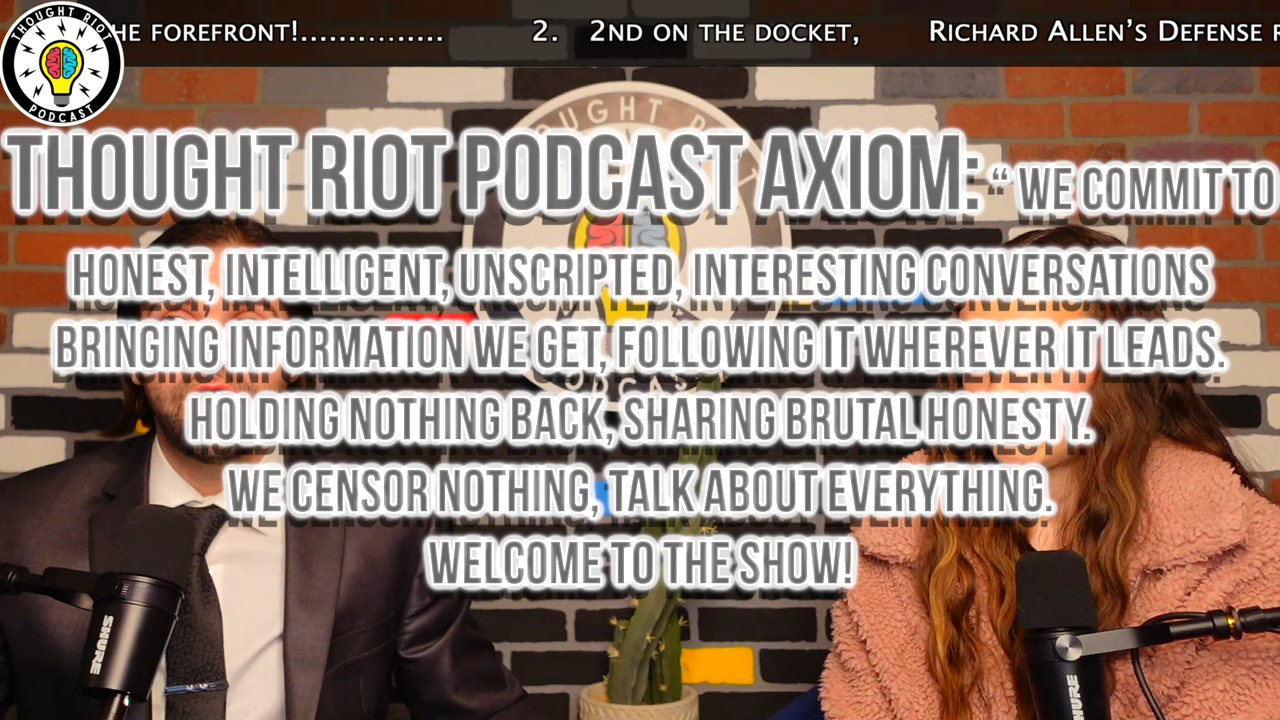 THOUGHT RIOT
PODCAST
HE FOREFRONT!............... 2. 2ND ON THE DOCKET, RICHARD ALLEN'S DEFENSE
THOUGHT RIOT PODCAST AXIOM: “ WE COMMIT TO
HONEST, INTELLIGENT, UNSCRIPTED, INTERESTING CONVERSATIONS
BRINGING INFORMATION WE GET, FOLLOWING IT WHEREVER IT LEADS.
HOLDING NOTHING BACK, SHARING BRUTAL HONESTY.
WE CENSOR NOTHING, TALK ABOUT EVERYTHING.
WELCOME TO THE SHOW!
SHURE
HURE